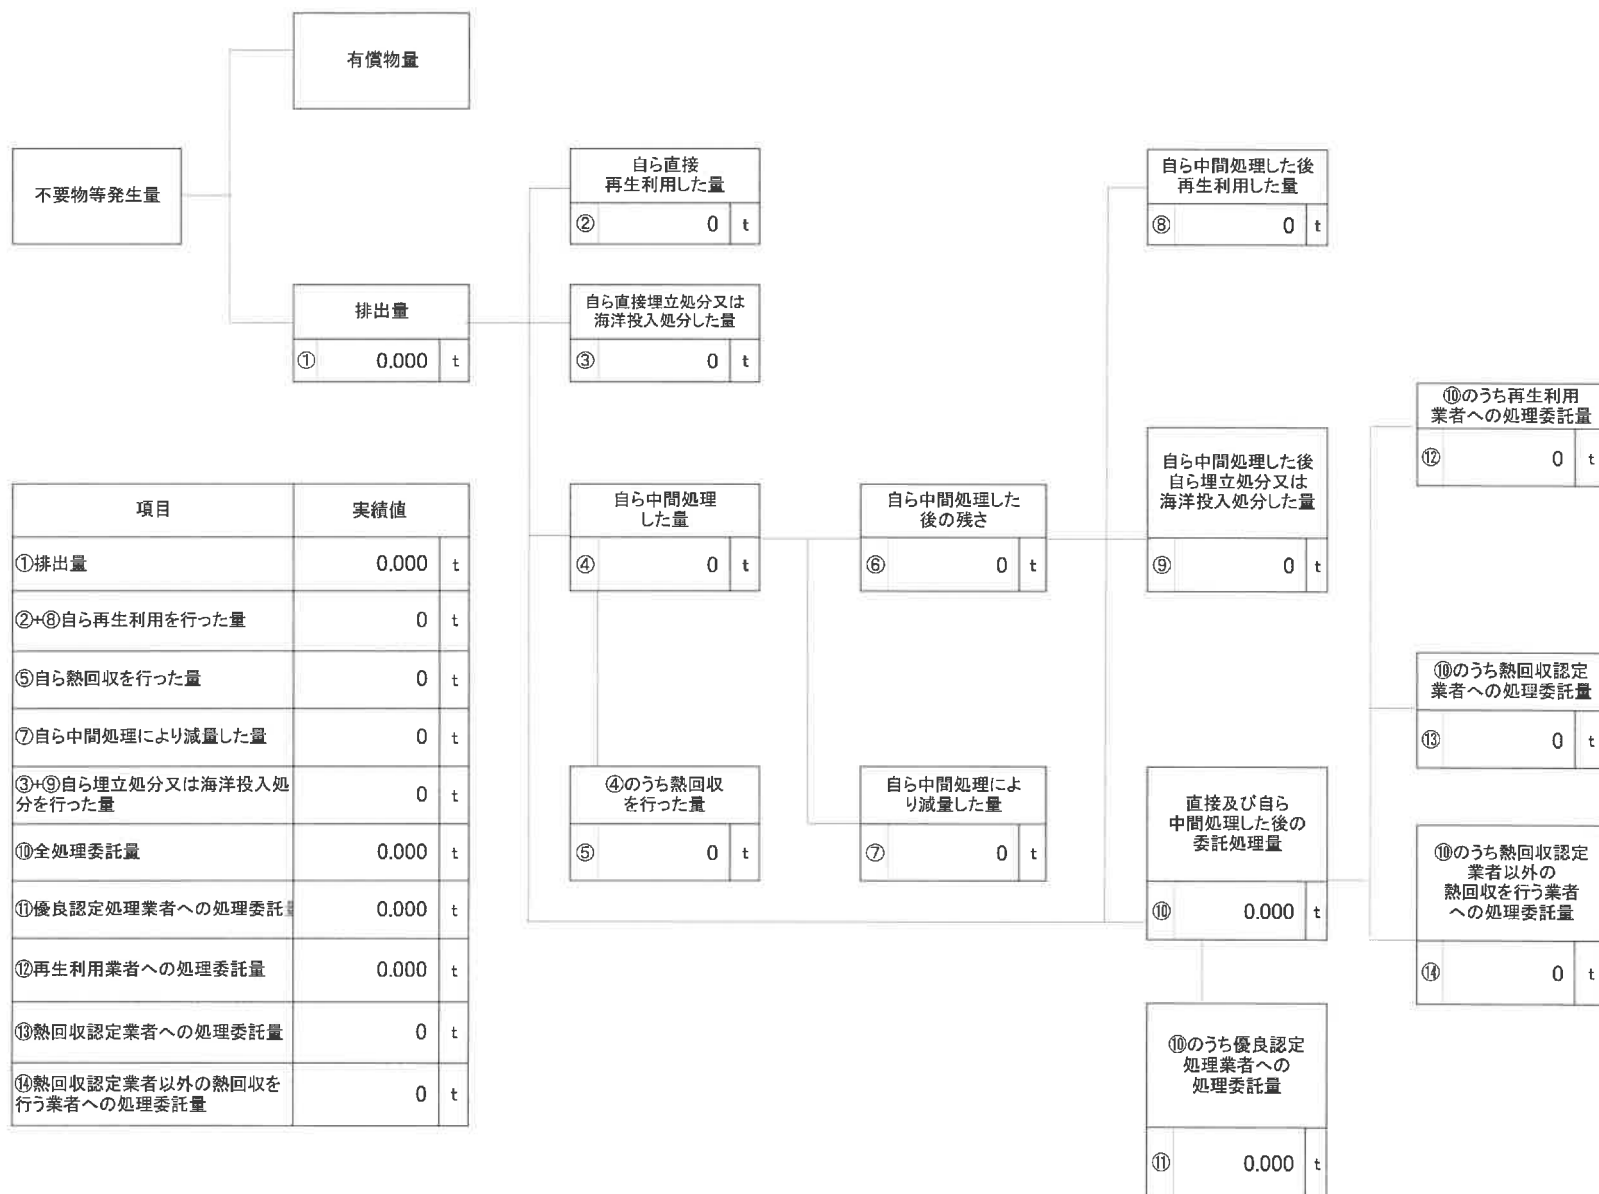 有償物量
不要物等発生量
排出量
① 0.000 t
自ら直接
再生利用した量
② 0 t
自ら直接埋立処分又は
海洋投入処分した量
③ 0 t
自ら中間処理した後
再生利用した量
⑧ 0 t
自ら中間処理
した量
④ 0 t
自ら中間処理した
後の残さ
⑥ 0 t
自ら中間処理した後
自ら埋立処分又は
海洋投入処分した量
⑨ 0 t
④のうち熱回収
を行った量
⑤ 0 t
自ら中間処理によ
り減量した量
⑦ 0 t
直接及び自ら
中間処理した後の
委託処理量
⑩ 0.000 t
⑩のうち優良認定
処理業者への
処理委託量
⑪ 0.000 t
⑩のうち再生利用
業者への処理委託量
⑫ 0 t
⑩のうち熱回収認定
業者への処理委託量
⑬ 0 t
⑩のうち熱回収認定
業者以外の
熱回収を行う業者
への処理委託量
⑭ 0 t
項目 実績値
①排出量 0.000 t
②+⑧自ら再生利用を行った量 0 t
⑤自ら熱回収を行った量 0 t
⑦自ら中間処理により減量した量 0 t
③+⑨自ら埋立処分又は海洋投入処
分を行った量 0 t
⑩全処理委託量 0.000 t
⑪優良認定処理業者への処理委託 0.000 t
⑫再生利用業者への処理委託量 0.000 t
⑬熱回収認定業者への処理委託量 0 t
⑭熱回収認定業者以外の熱回収を
行う業者への処理委託量 0 t